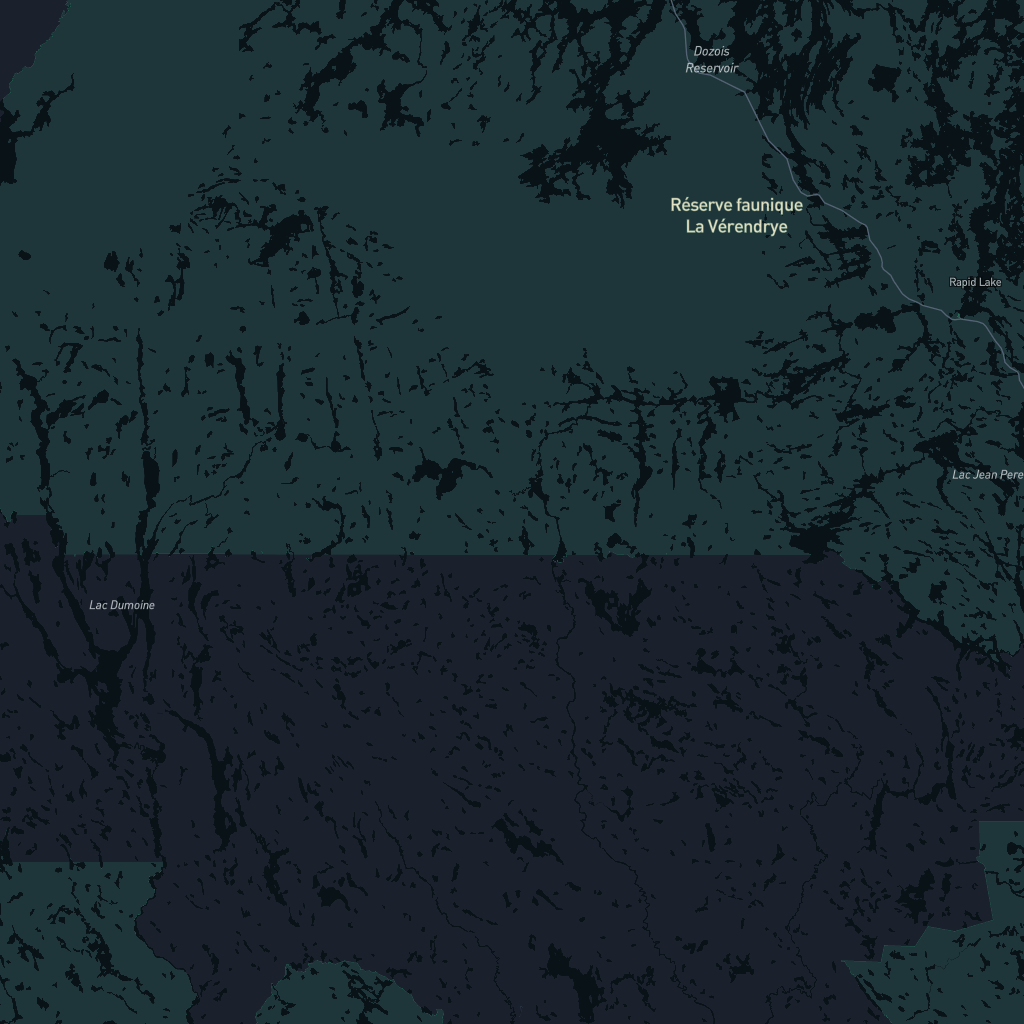 Dozois
Reservoir
Réserve faunique
La Vérendrye
Rapid Lake
Lac Jean Pere
Lac Dumoine